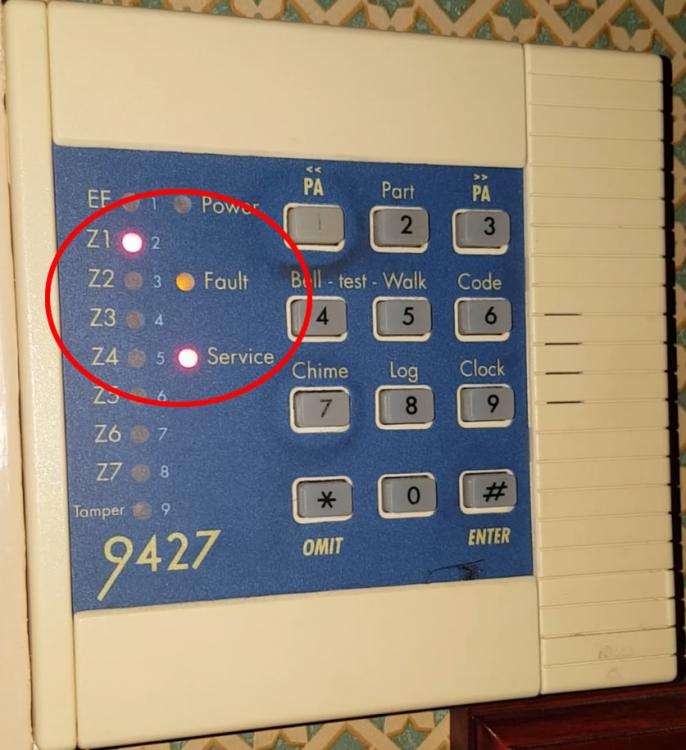 << PA Part >> PA
EE 1 Power 1 2 3
Z1 2
Z2 3 Fault Bell - test - Walk Code
Z3 4 4 5 6
Z4 5 Service
Chime Log Clock
Z5 6 7 8 9
Z6 7
Z7 8
Tamper 9 * 0 #
OMIT ENTER
9427